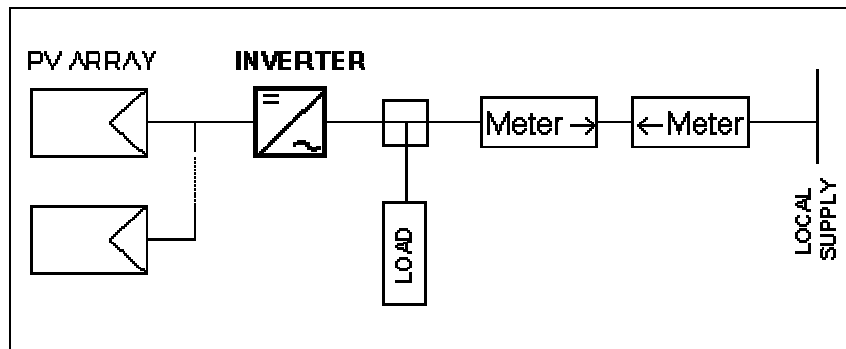 PV ARRAY
INVERTER
Meter →
← Meter
LOAD
LOCAL
SUPPLY